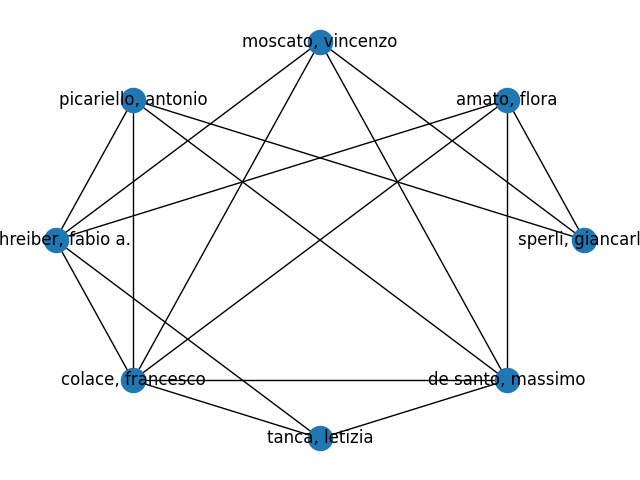 moscato, vincenzo
picariello, antonio
amato, flora
hreiber, fabio a.
sperlì, giancarl
colace, francesco
de santo, massimo
tanca, letizia